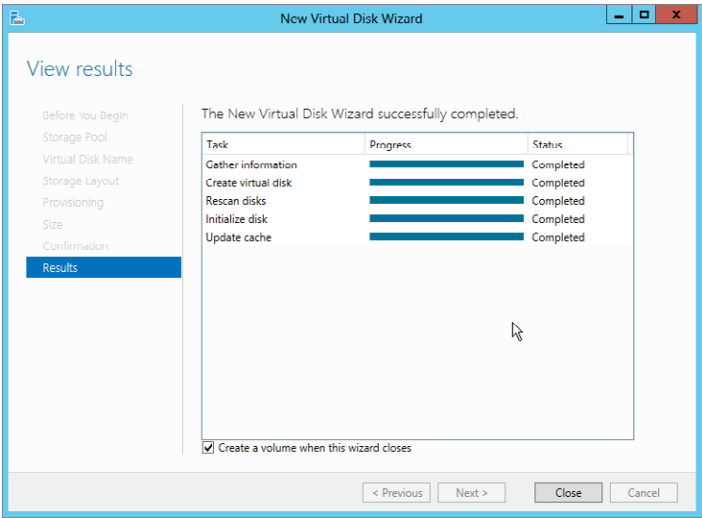 New Virtual Disk Wizard
x
View results
Before You Begin
Storage Pool
Virtual Disk Name
Storage Layout
Provisioning
Size
Confirmation
Results
The New Virtual Disk Wizard successfully completed.
Task Progress Status
Gather information Completed
Create virtual disk Completed
Rescan disks Completed
Initialize disk Completed
Update cache Completed
Create a volume when this wizard closes
< Previous Next > Close Cancel